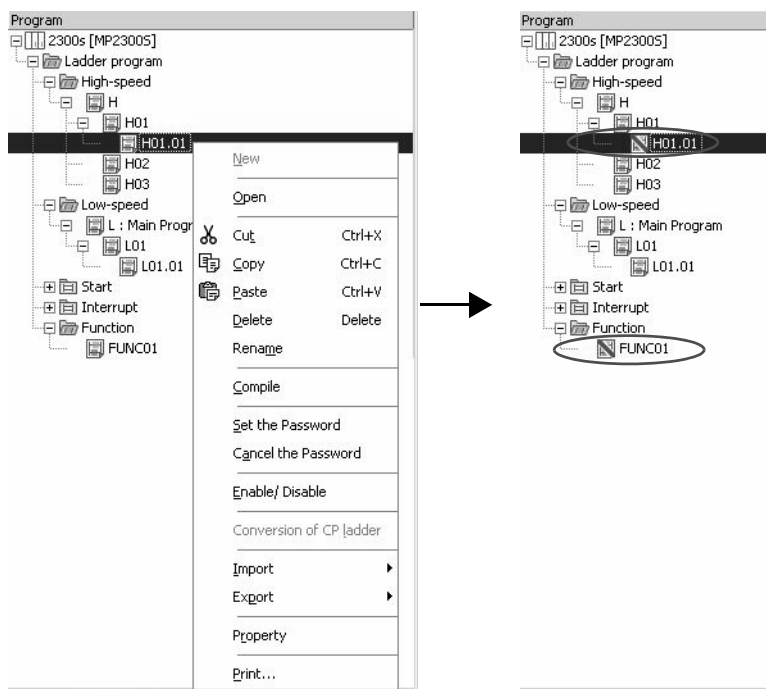 Program
2300s [MP2300S]
Ladder program
High-speed
H
H01
H01.01
H02
H03
Low-speed
L : Main Progr
L01
L01.01
Start
Interrupt
Function
FUNC01
New
Open
Cut Ctrl+X
Copy Ctrl+C
Paste Ctrl+V
Delete Delete
Rename
Compile
Set the Password
Cancel the Password
Enable/ Disable
Conversion of CP ladder
Import
Export
Property
Print...
Program
2300s [MP2300S]
Ladder program
High-speed
H
H01
H01.01
H02
H03
Low-speed
L : Main Program
L01
L01.01
Start
Interrupt
Function
FUNC01